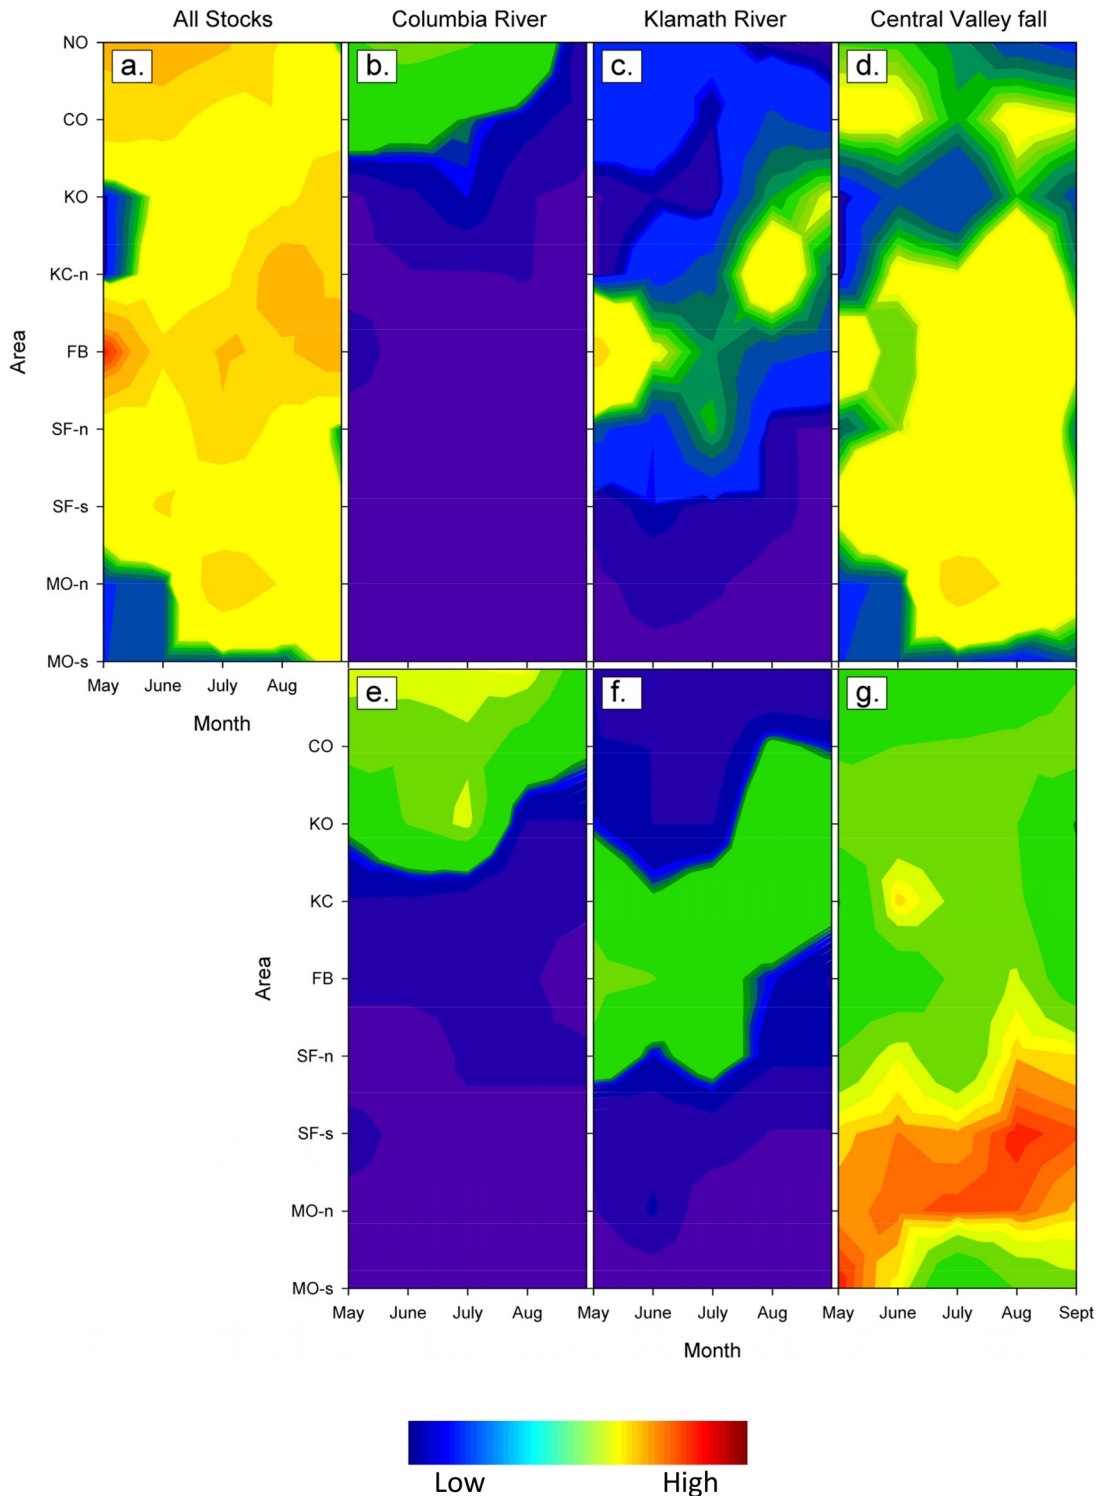 All Stocks Columbia River Klamath River Central Valley fall
a. b. c. d.
NO
CO
KO
KC-n
FB
SF-n
SF-s
MO-n
MO-s
Area
May June July Aug
Month
e. f. g.
CO
KO
KC
FB
SF-n
SF-s
MO-n
MO-s
Area
May June July Aug May June July Aug May June July Aug Sept
Month
Low High